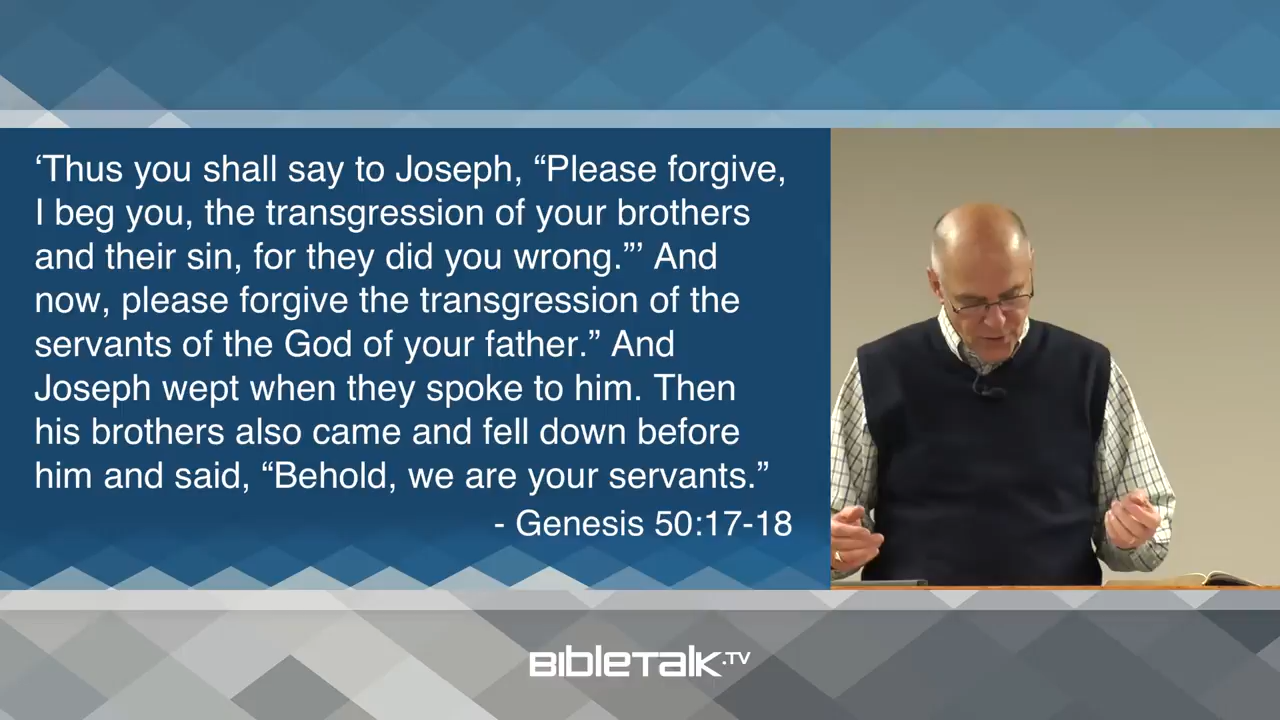 ‘Thus you shall say to Joseph, “Please forgive,
I beg you, the transgression of your brothers
and their sin, for they did you wrong.”’ And
now, please forgive the transgression of the
servants of the God of your father.” And
Joseph wept when they spoke to him. Then
his brothers also came and fell down before
him and said, “Behold, we are your servants.”
- Genesis 50:17-18
BIBLETALK.TV